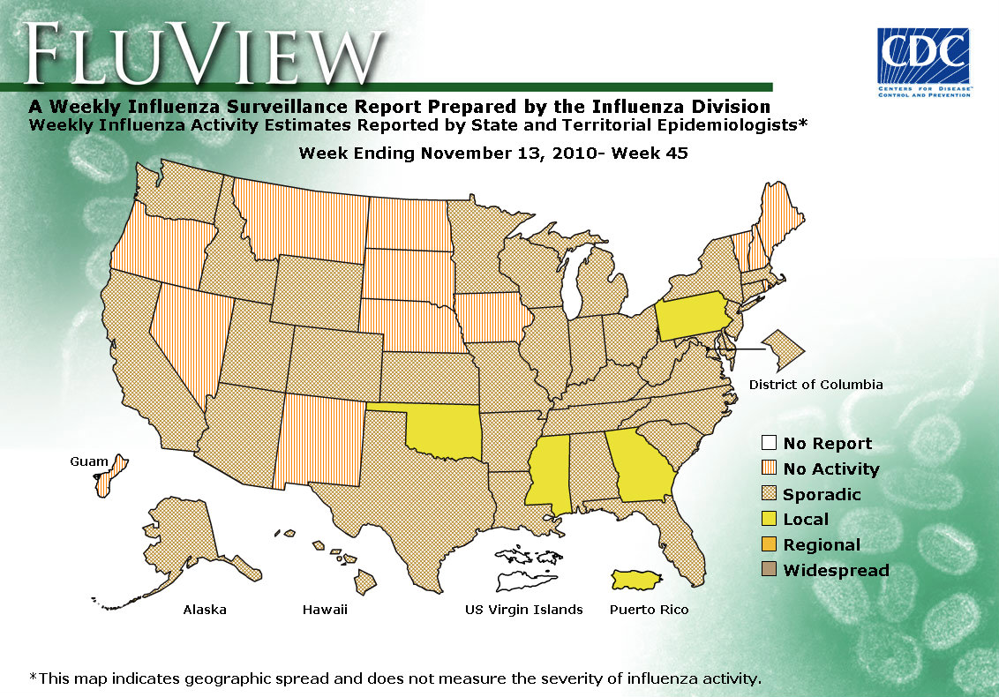 FLUVIEW
CDC
CENTERS FOR DISEASE™
CONTROL AND PREVENTION
A Weekly Influenza Surveillance Report Prepared by the Influenza Division
Weekly Influenza Activity Estimates Reported by State and Territorial Epidemiologists*
Week Ending November 13, 2010- Week 45
District of Columbia
No Report
Guam
No Activity
Sporadic
Local
Regional
Widespread
Alaska
Hawaii
US Virgin Islands
Puerto Rico
*This map indicates geographic spread and does not measure the severity of influenza activity.